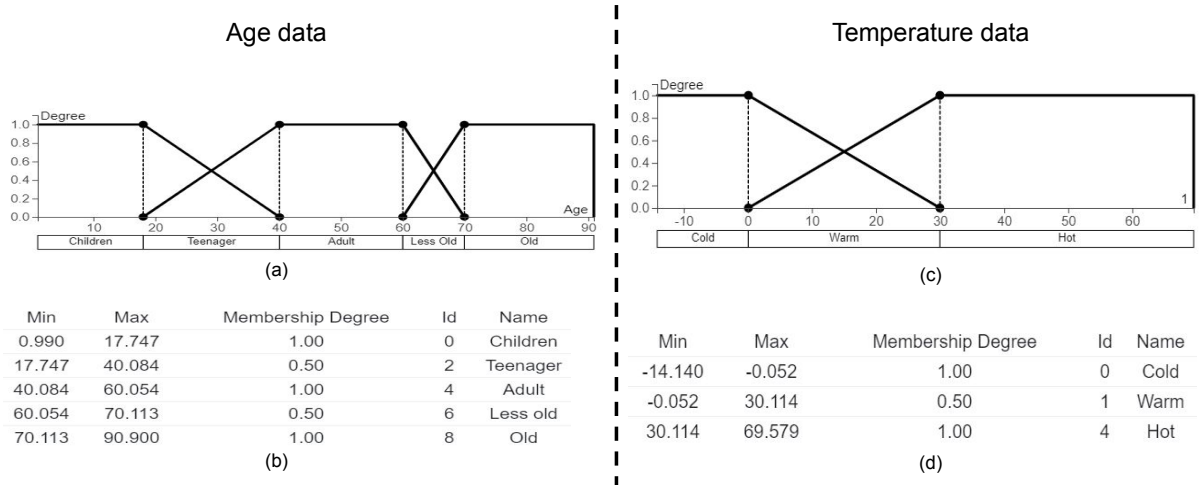 Age data
Degree
1.0
0.8
0.6
0.4
0.2
0.0
Age
10 20 30 40 50 60 70 80 90
Children Teenager Adult Less Old Old
(a)
Min Max Membership Degree Id Name
0.990 17.747 1.00 0 Children
17.747 40.084 0.50 2 Teenager
40.084 60.054 1.00 4 Adult
60.054 70.113 0.50 6 Less old
70.113 90.900 1.00 8 Old
(b)
Temperature data
Degree
1.0
0.8
0.6
0.4
0.2
0.0
1
-10 0 10 20 30 40 50 60
Cold Warm Hot
(c)
Min Max Membership Degree Id Name
-14.140 -0.052 1.00 0 Cold
-0.052 30.114 0.50 1 Warm
30.114 69.579 1.00 4 Hot
(d)